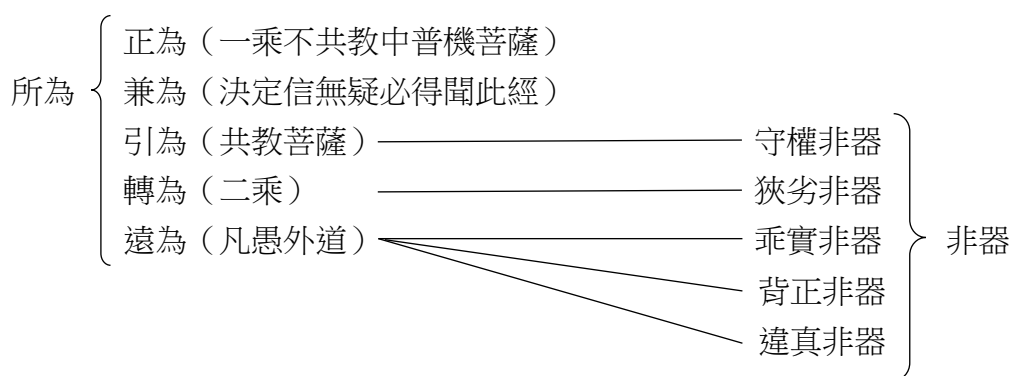 正為（一乘不共教中普機菩薩）
所為 兼為（決定信無疑必得聞此經）
引為（共教菩薩） 守權非器
轉為（二乘） 狹劣非器
遠為（凡愚外道） 乖實非器 非器
背正非器
違真非器